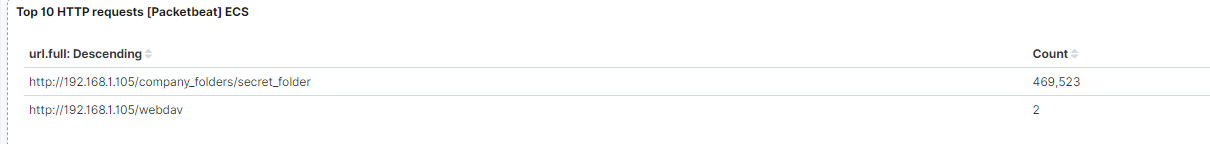 Top 10 HTTP requests [Packetbeat] ECS
url.full: Descending Count
http://192.168.1.105/company_folders/secret_folder 469,523
http://192.168.1.105/webdav 2